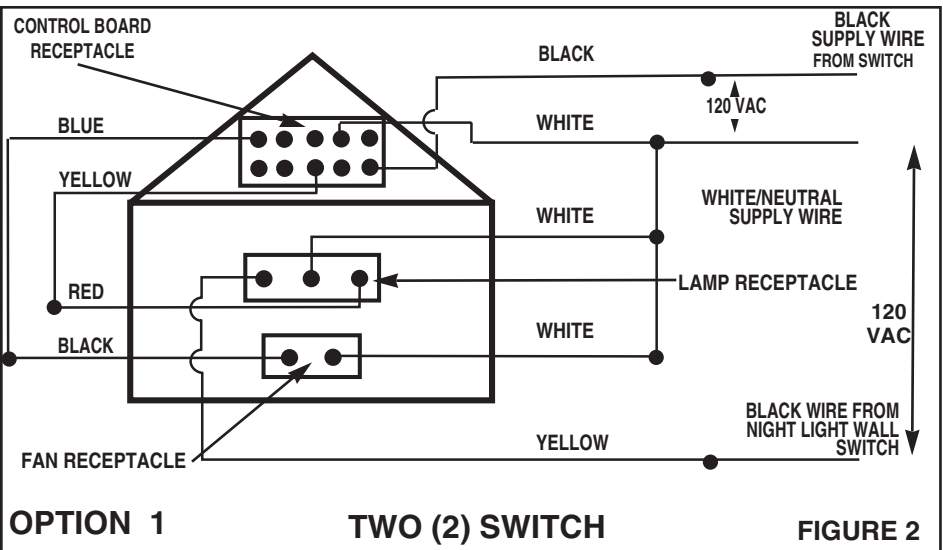 CONTROL BOARD
RECEPTACLE
BLACK
BLACK
SUPPLY WIRE
FROM SWITCH
120 VAC
BLUE
WHITE
YELLOW
WHITE
WHITE/NEUTRAL
SUPPLY WIRE
RED
LAMP RECEPTACLE
120
VAC
BLACK
WHITE
BLACK WIRE FROM
NIGHT LIGHT WALL
SWITCH
YELLOW
FAN RECEPTACLE
OPTION 1
TWO (2) SWITCH
FIGURE 2